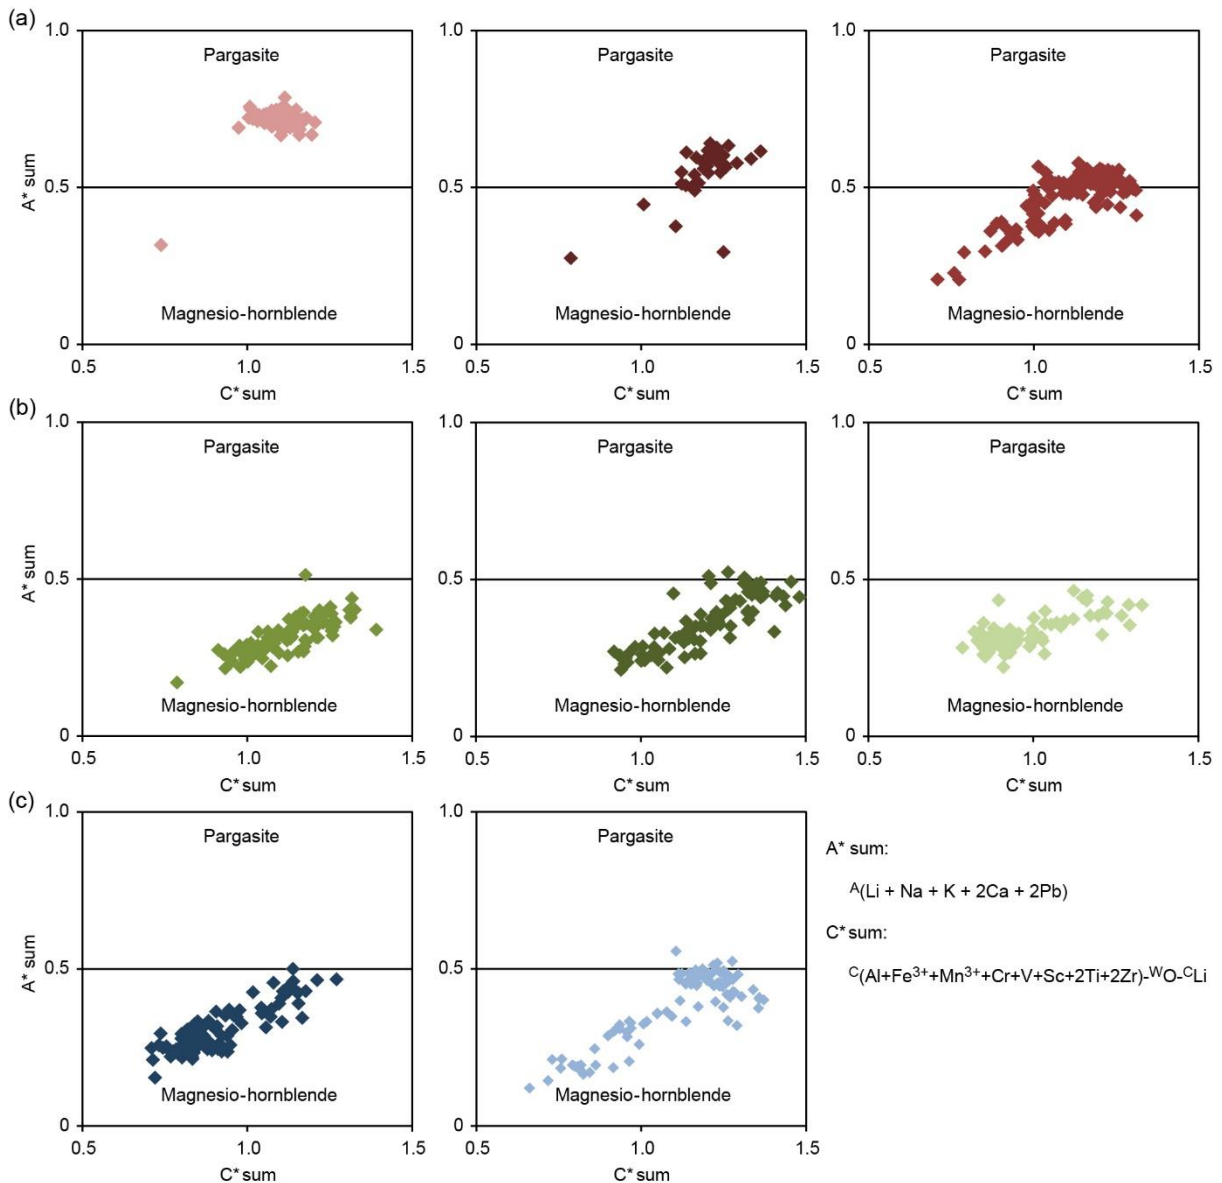 (a)
1.0
Pargasite
0.5
A* sum
Magnesio-hornblende
0
0.5
1.0
1.5
C* sum
1.0
Pargasite
0.5
Magnesio-hornblende
0
0.5
1.0
1.5
C* sum
1.0
Pargasite
0.5
Magnesio-hornblende
0
0.5
1.0
1.5
C* sum
(b)
1.0
Pargasite
0.5
A* sum
Magnesio-hornblende
0
0.5
1.0
1.5
C* sum
1.0
Pargasite
0.5
Magnesio-hornblende
0
0.5
1.0
1.5
C* sum
1.0
Pargasite
0.5
Magnesio-hornblende
0
0.5
1.0
1.5
C* sum
(c)
1.0
Pargasite
0.5
A* sum
Magnesio-hornblende
0
0.5
1.0
1.5
C* sum
1.0
Pargasite
0.5
Magnesio-hornblende
0
0.5
1.0
1.5
C* sum
A* sum:
ᴬ(Li + Na + K + 2Ca + 2Pb)
C* sum:
ᶜ(Al+Fe³⁺+Mn³⁺+Cr+V+Sc+2Ti+2Zr)-ᵂO-ᶜLi